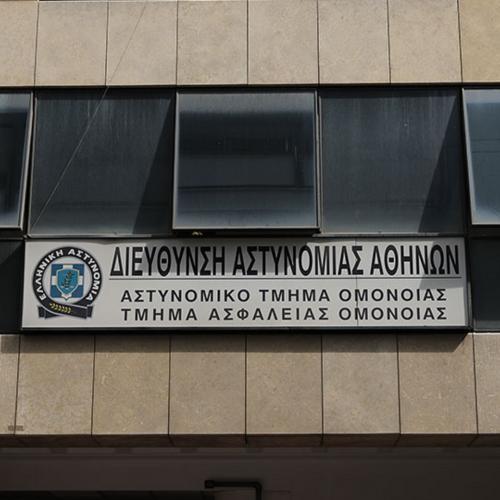 ΔΙΕΥΘΥΝΣΗ ΑΣΤΥΝΟΜΙΑΣ ΑΘΗΝΩΝ
ΑΣΤΥΝΟΜΙΚΟ ΤΜΗΜΑ ΟΜΟΝΟΙΑΣ
ΤΜΗΜΑ ΑΣΦΑΛΕΙΑΣ ΟΜΟΝΟΙΑΣ
ΕΛΛΗΝΙΚΗ ΑΣΤΥΝΟΜΙΑ